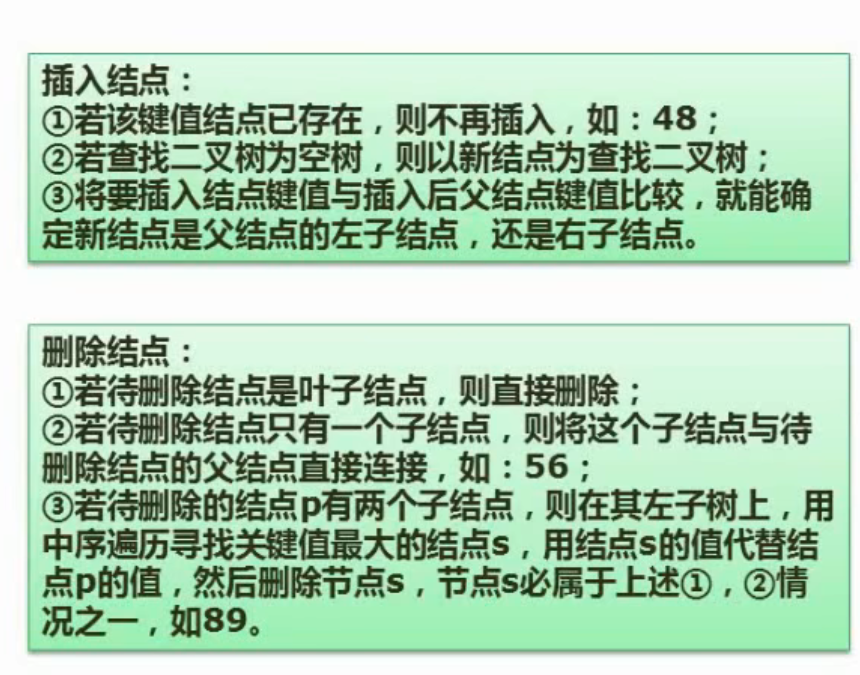 插入结点：
①若该键值结点已存在，则不再插入，如：48；
②若查找二叉树为空树，则以新结点为查找二叉树；
③将要插入结点键值与插入后父结点键值比较，就能确
定新结点是父结点的左子结点，还是右子结点。
删除结点：
①若待删除结点是叶子结点，则直接删除；
②若待删除结点只有一个子结点，则将这个子结点与待
删除结点的父结点直接连接，如：56；
③若待删除的结点p有两个子结点，则在其左子树上，用
中序遍历寻找关键值最大的结点s，用结点s的值代替结
点p的值，然后删除节点s，节点s必属于上述①，②情
况之一，如89。